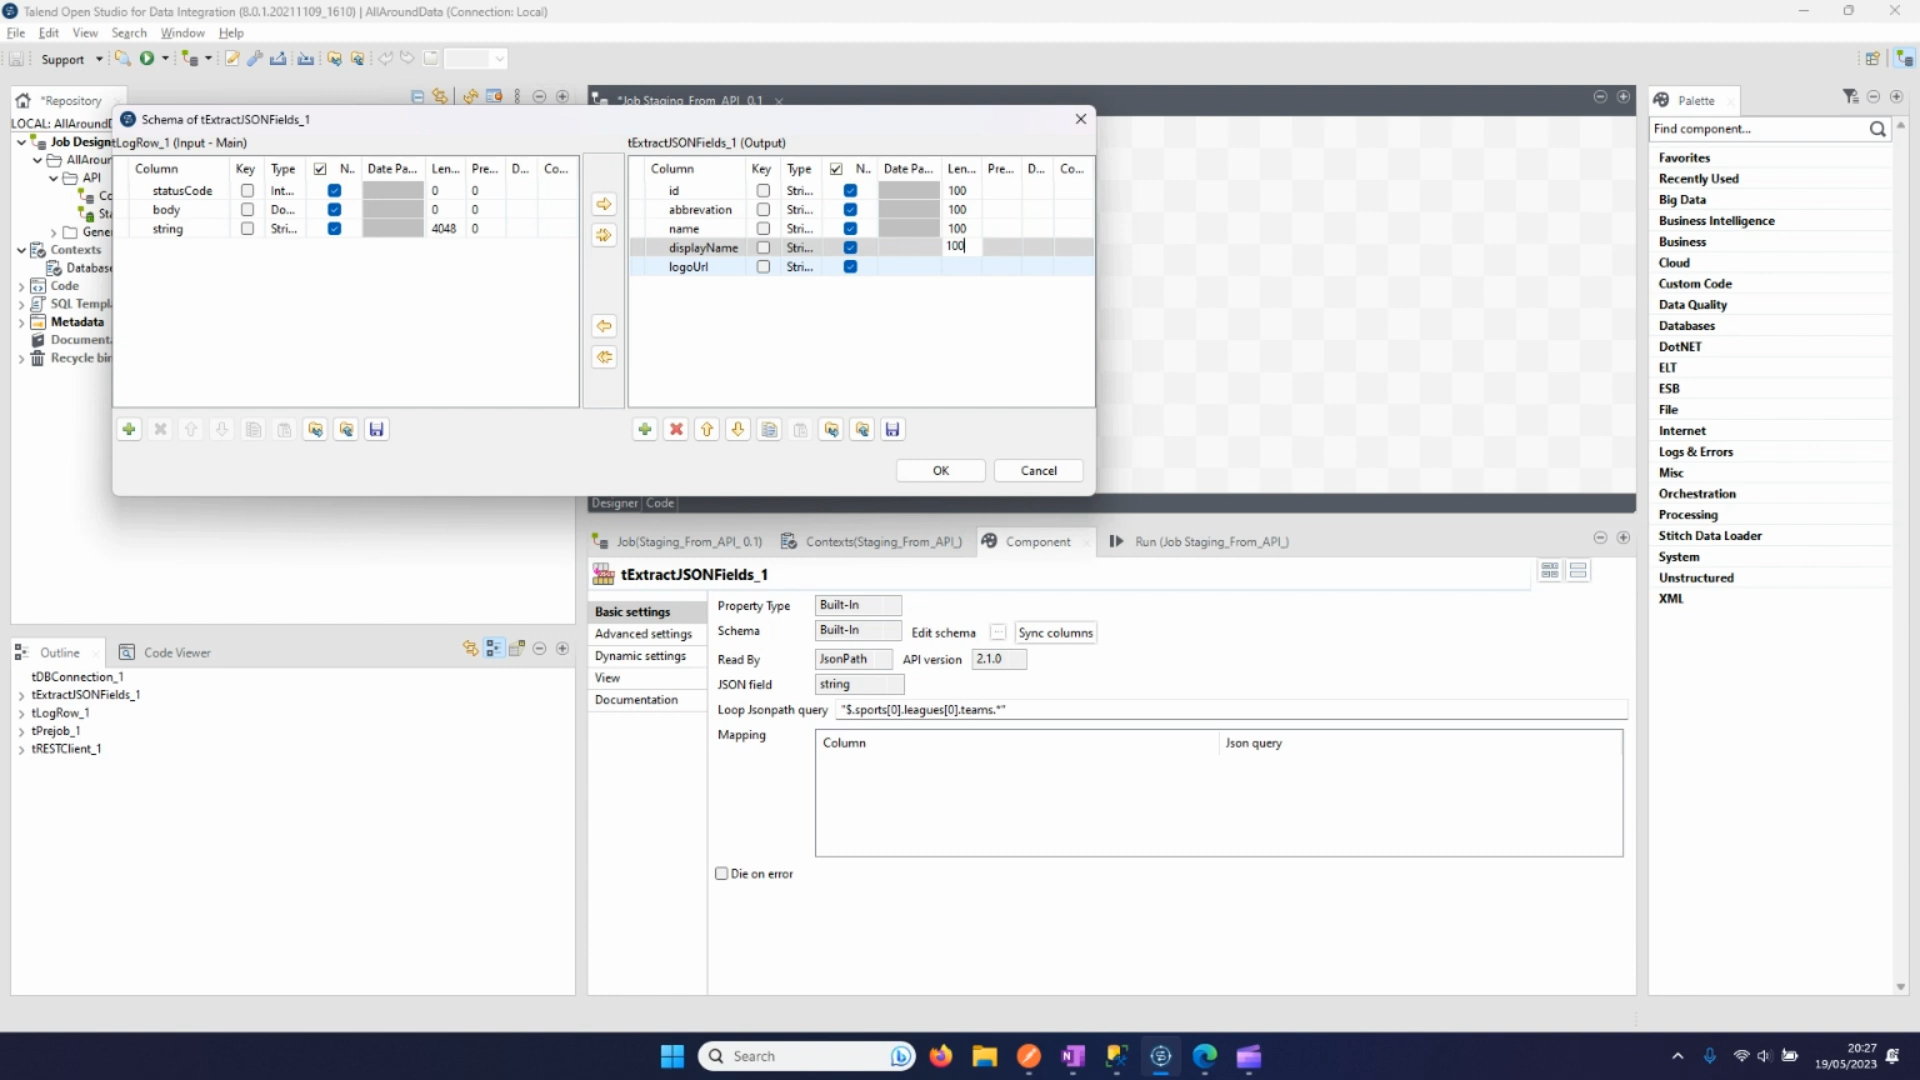 Talend Open Studio for Data Integration (8.0.1.20211109_1610) | AllAroundData (Connection: Local)
File Edit View Search Window Help
Support
*Repository
*Job Staging_From_API_ 0.1
Palette
LOCAL: AllAroundD
Schema of tExtractJSONFields_1
Find component...
Job Design
AllArour
API
Co
Sta
Gene
Contexts
Database
Code
SQL Templ
Metadata
Document
Recycle bin
tLogRow_1 (Input - Main)
Column Key Type N.. Date Pa... Len... Pre... D... Co...
statusCode Int... 0 0
body Do... 0 0
string Stri... 4048 0
tExtractJSONFields_1 (Output)
Column Key Type N.. Date Pa... Len... Pre... D... Co...
id Stri... 100
abbrevation Stri... 100
name Stri... 100
displayName Stri... 100
logoUrl Stri...
OK Cancel
Favorites
Recently Used
Big Data
Business Intelligence
Business
Cloud
Custom Code
Data Quality
Databases
DotNET
ELT
ESB
File
Internet
Logs & Errors
Misc
Orchestration
Processing
Stitch Data Loader
System
Unstructured
XML
Designer Code
Job(Staging_From_API_ 0.1) Contexts(Staging_From_API_) Component Run (Job Staging_From_API_)
tExtractJSONFields_1
Basic settings
Advanced settings
Dynamic settings
View
Documentation
Property Type Built-In
Schema Built-In Edit schema ... Sync columns
Read By JsonPath API version 2.1.0
JSON field string
Loop Jsonpath query "$.sports[0].leagues[0].teams.*"
Mapping Column Json query
Die on error
Outline Code Viewer
tDBConnection_1
tExtractJSONFields_1
tLogRow_1
tPrejob_1
tRESTClient_1
Search
20:27
19/05/2023